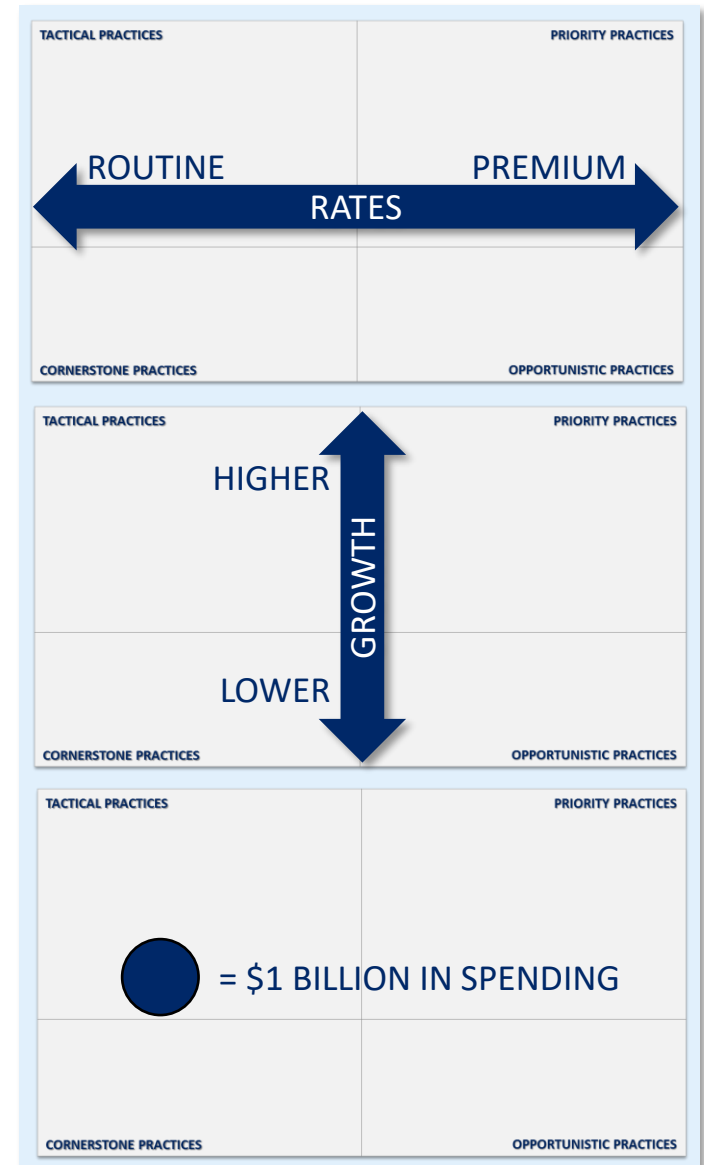 TACTICAL PRACTICES
PRIORITY PRACTICES
ROUTINE
PREMIUM
RATES
CORNERSTONE PRACTICES
OPPORTUNISTIC PRACTICES
TACTICAL PRACTICES
PRIORITY PRACTICES
HIGHER
GROWTH
LOWER
CORNERSTONE PRACTICES
OPPORTUNISTIC PRACTICES
TACTICAL PRACTICES
PRIORITY PRACTICES
= $1 BILLION IN SPENDING
CORNERSTONE PRACTICES
OPPORTUNISTIC PRACTICES